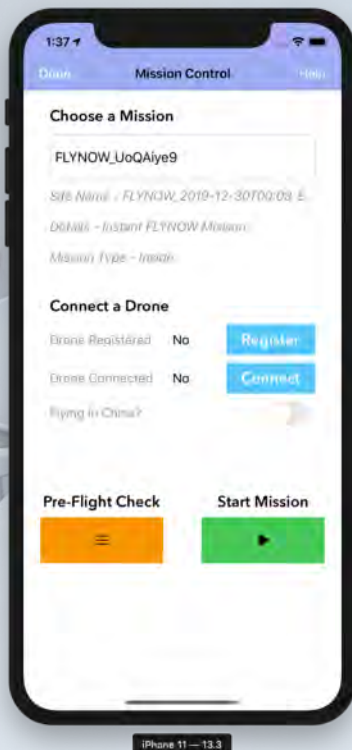 1:37
Done Mission Control Help
Choose a Mission
FLYNOW_UoQAiye9
Site Name - FLYNOW_2019-12-30T00:03 E
Details - Instant FLYNOW Mission
Mission Type - Inside
Connect a Drone
Drone Registered No Register
Drone Connected No Connect
Flying in China?
Pre-Flight Check Start Mission
iPhone 11 — 13.3